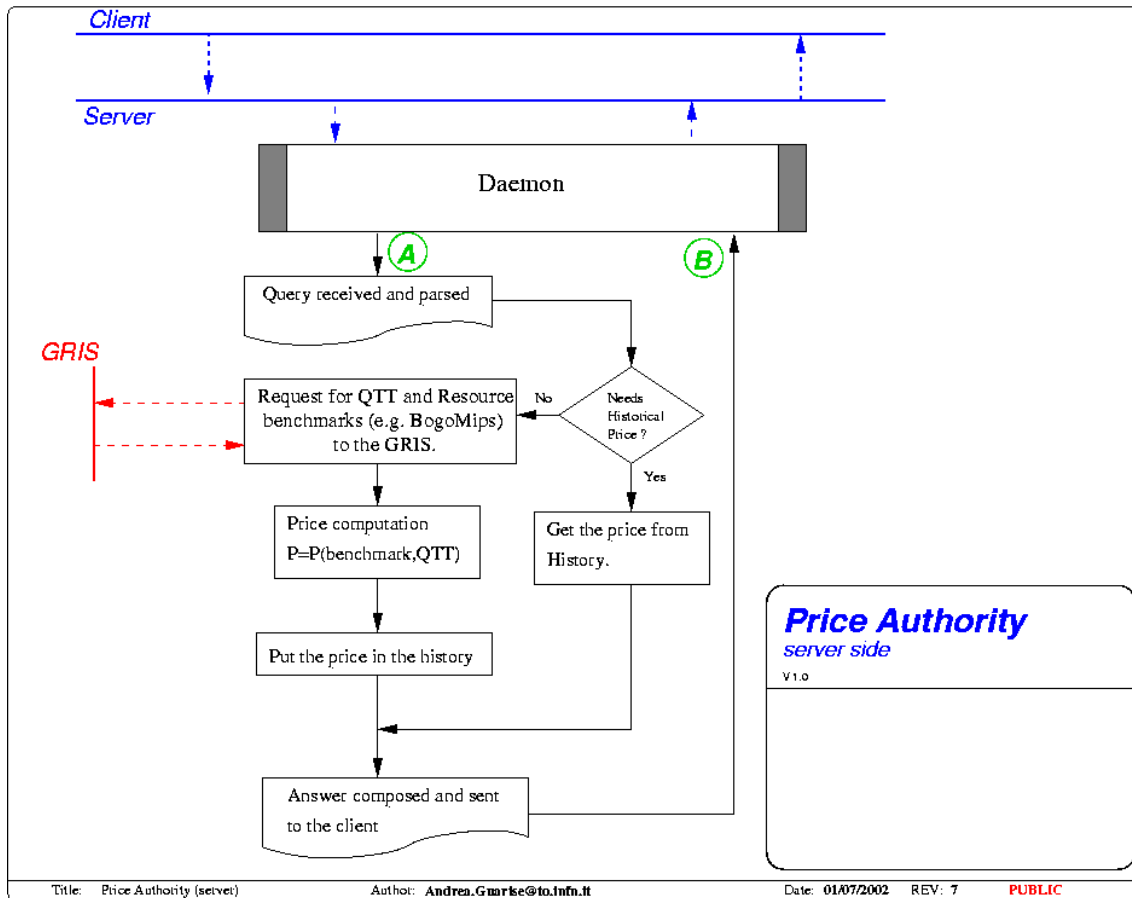 Client
Server
Daemon
A
B
Query received and parsed
GRIS
Request for QTT and Resource
benchmarks (e.g. BogoMips)
to the GRIS.
No
Needs
Historical
Price ?
Yes
Price computation
P=P(benchmark,QTT)
Get the price from
History.
Put the price in the history
Answer composed and sent
to the client
Price Authority
server side
V 1.0
Title: Price Authority (server) Author: Andrea.Guarise@to.infn.it Date: 01/07/2002 REV: 7 PUBLIC